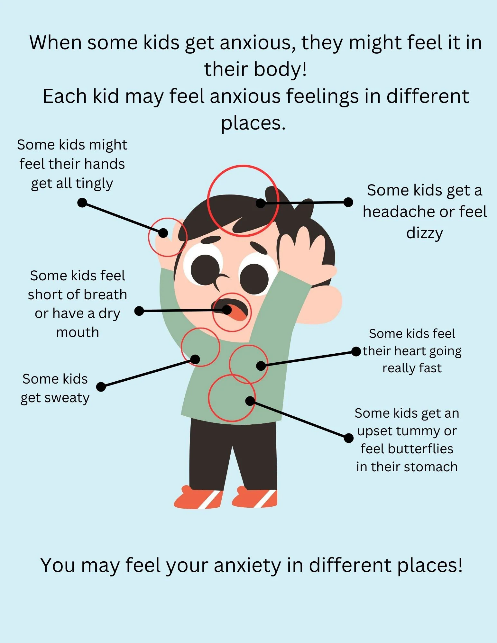 When some kids get anxious, they might feel it in
their body!
Each kid may feel anxious feelings in different
places.
Some kids might
feel their hands
get all tingly
Some kids get a
headache or feel
dizzy
Some kids feel
short of breath
or have a dry
mouth
Some kids feel
their heart going
really fast
Some kids
get sweaty
Some kids get an
upset tummy or
feel butterflies
in their stomach
You may feel your anxiety in different places!